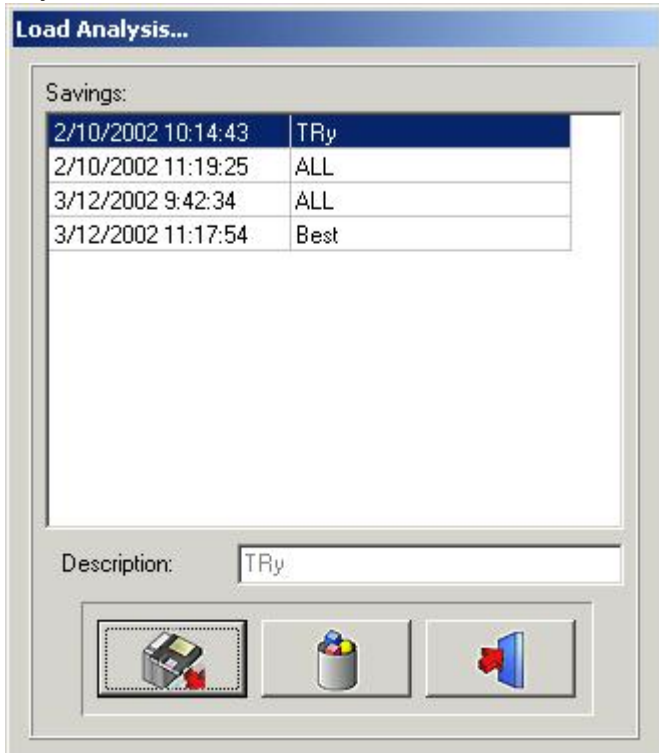 Load Analysis...
Savings:
2/10/2002 10:14:43 TRy
2/10/2002 11:19:25 ALL
3/12/2002 9:42:34 ALL
3/12/2002 11:17:54 Best
Description: TRy